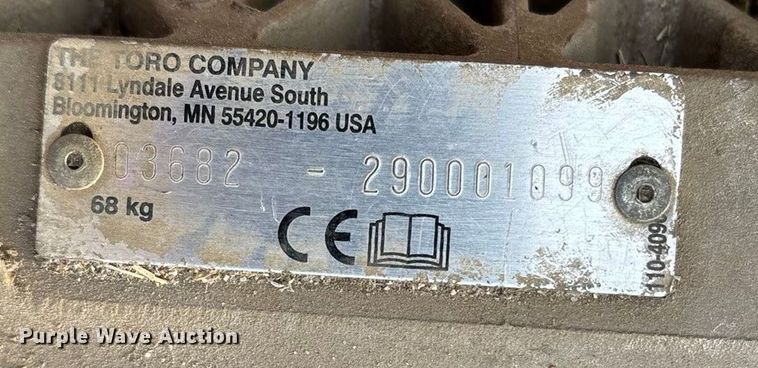 THE TORO COMPANY
8111 Lyndale Avenue South
Bloomington, MN 55420-1196 USA
03682 - 290001099
68 kg
CE
Purple Wave Auction